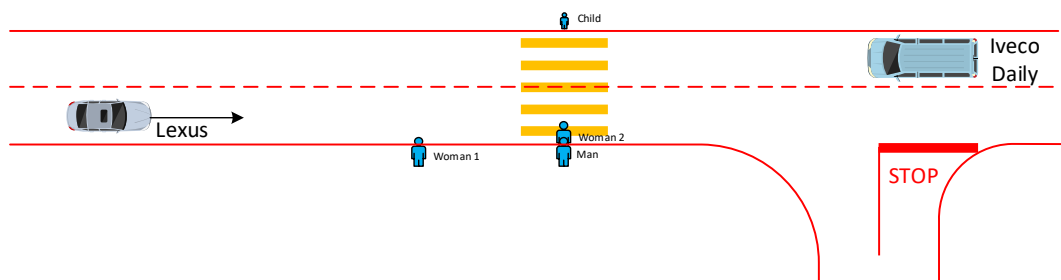 Child
Iveco
Daily
Lexus
Woman 2
Woman 1
Man
STOP